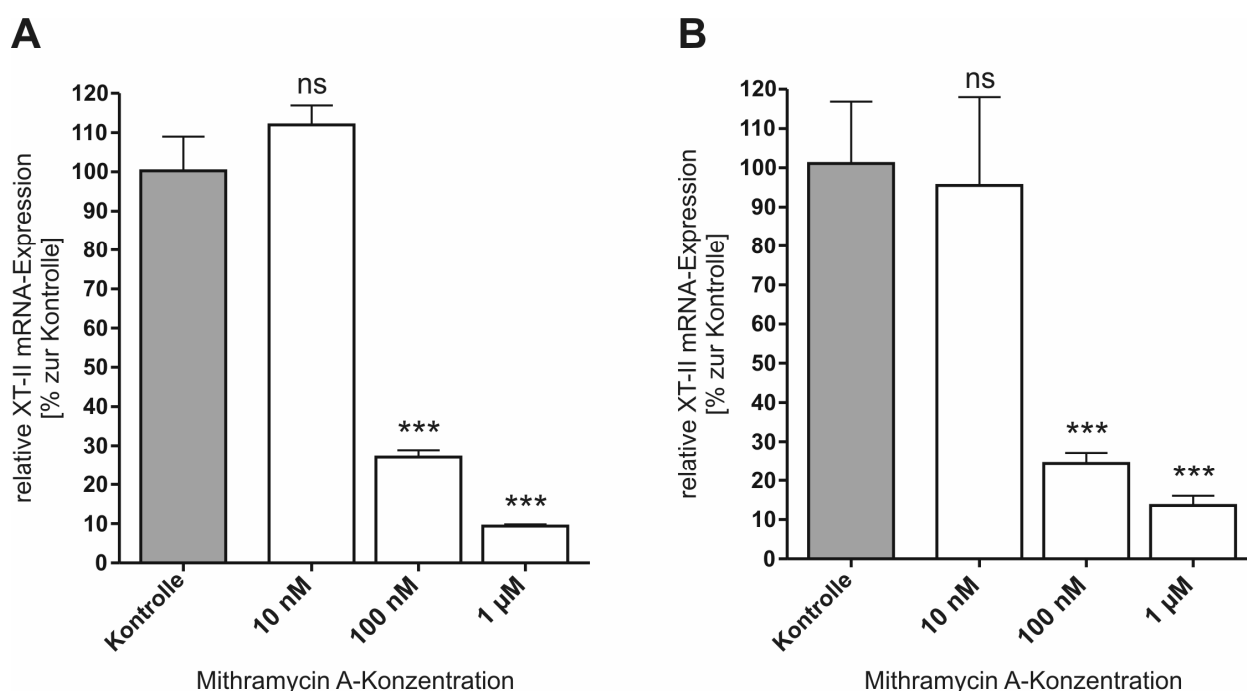 A
relative XT-II mRNA-Expression
[% zur Kontrolle]
120
110
100
90
80
70
60
50
40
30
20
10
0
ns
***
***
Kontrolle
10 nM
100 nM
1 µM
Mithramycin A-Konzentration
B
relative XT-II mRNA-Expression
[% zur Kontrolle]
120
110
100
90
80
70
60
50
40
30
20
10
0
ns
***
***
Kontrolle
10 nM
100 nM
1 µM
Mithramycin A-Konzentration